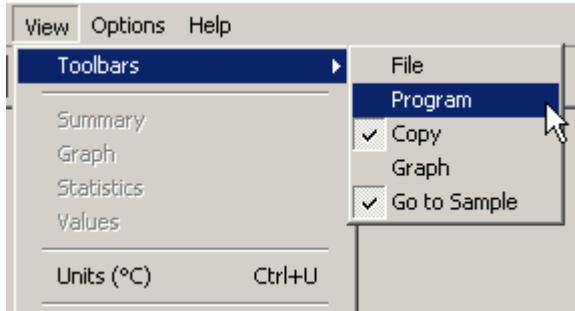 View Options Help
Toolbars
File
Program
Copy
Graph
Go to Sample
Summary
Graph
Statistics
Values
Units (°C) Ctrl+U